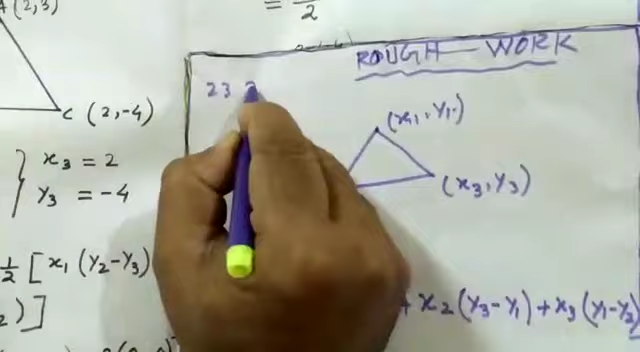 (2,3)
= /2
ROUGH WORK
23
C (2,-4)
(x₁, y₁)
x₃ = 2
y₃ = -4
(x₃, y₃)
1/2 [x₁ (y₂-y₃)
+ x₂ (y₃-y₁) + x₃ (y₁-y₂)
)]